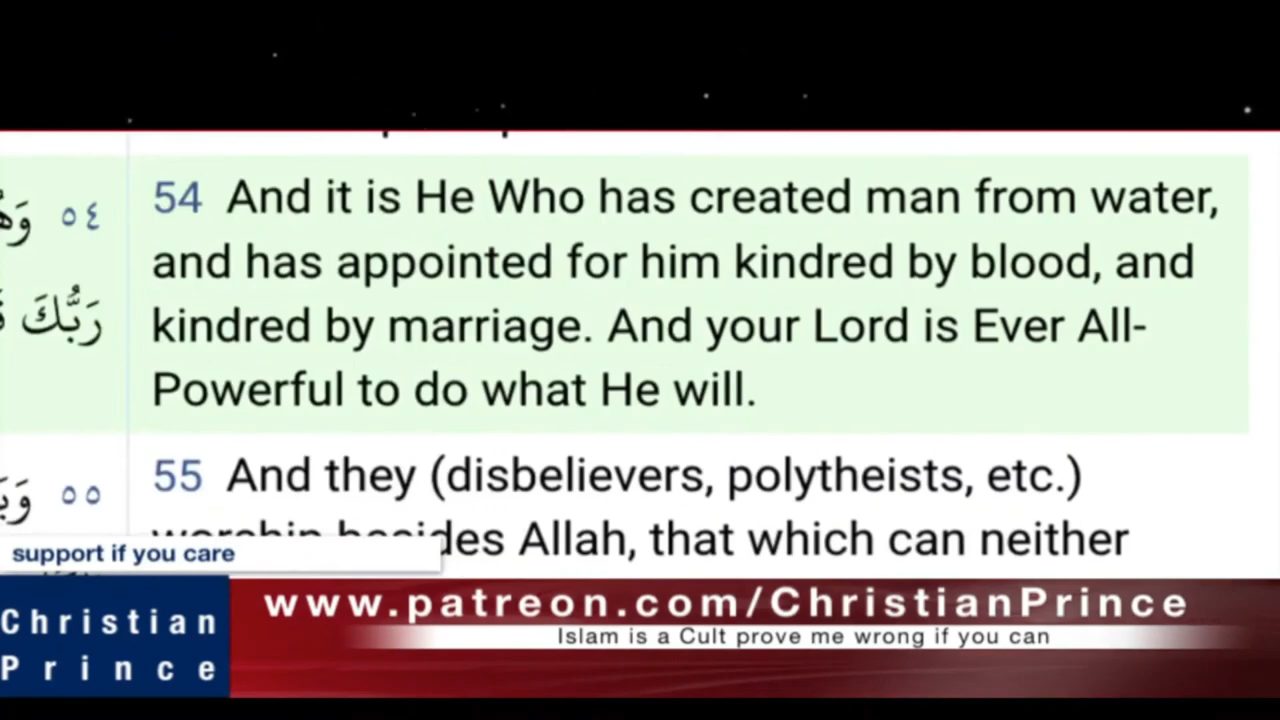 54 And it is He Who has created man from water,
and has appointed for him kindred by blood, and
kindred by marriage. And your Lord is Ever All-
Powerful to do what He will.
٥٤
رَبُّكَ
55 And they (disbelievers, polytheists, etc.)
worship besides Allah, that which can neither
٥٥
support if you care
Christian
Prince
www.patreon.com/ChristianPrince
Islam is a Cult prove me wrong if you can